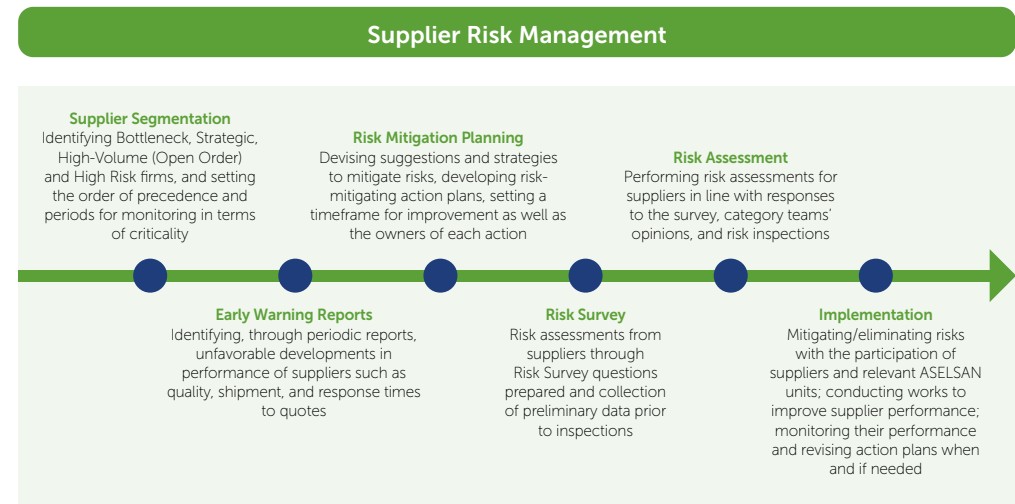 Supplier Risk Management
Supplier Segmentation
Identifying Bottleneck, Strategic,
High-Volume (Open Order)
and High Risk firms, and setting
the order of precedence and
periods for monitoring in terms
of criticality
Early Warning Reports
Identifying, through periodic reports,
unfavorable developments in
performance of suppliers such as
quality, shipment, and response times
to quotes
Risk Mitigation Planning
Devising suggestions and strategies
to mitigate risks, developing risk-
mitigating action plans, setting a
timeframe for improvement as well as
the owners of each action
Risk Survey
Risk assessments from
suppliers through
Risk Survey questions
prepared and collection
of preliminary data prior
to inspections
Risk Assessment
Performing risk assessments for
suppliers in line with responses
to the survey, category teams’
opinions, and risk inspections
Implementation
Mitigating/eliminating risks
with the participation of
suppliers and relevant ASELSAN
units; conducting works to
improve supplier performance;
monitoring their performance
and revising action plans when
and if needed